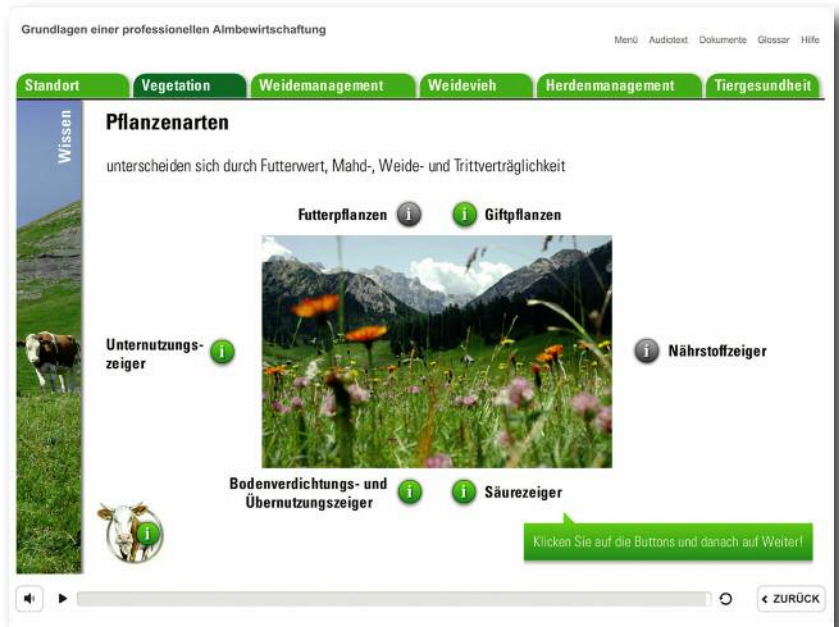 Grundlagen einer professionellen Almbewirtschaftung
Menü Audiotext Dokumente Glossar Hilfe
Standort Vegetation Weidemanagement Weidevieh Herdenmanagement Tiergesundheit
Wissen
Pflanzenarten
unterscheiden sich durch Futterwert, Mahd-, Weide- und Trittverträglichkeit
Futterpflanzen i i Giftpflanzen
Unternutzungs-
zeiger i
i Nährstoffzeiger
Bodenverdichtungs- und
Übernutzungszeiger i
i Säurezeiger
i
Klicken Sie auf die Buttons und danach auf Weiter!
ZURÜCK